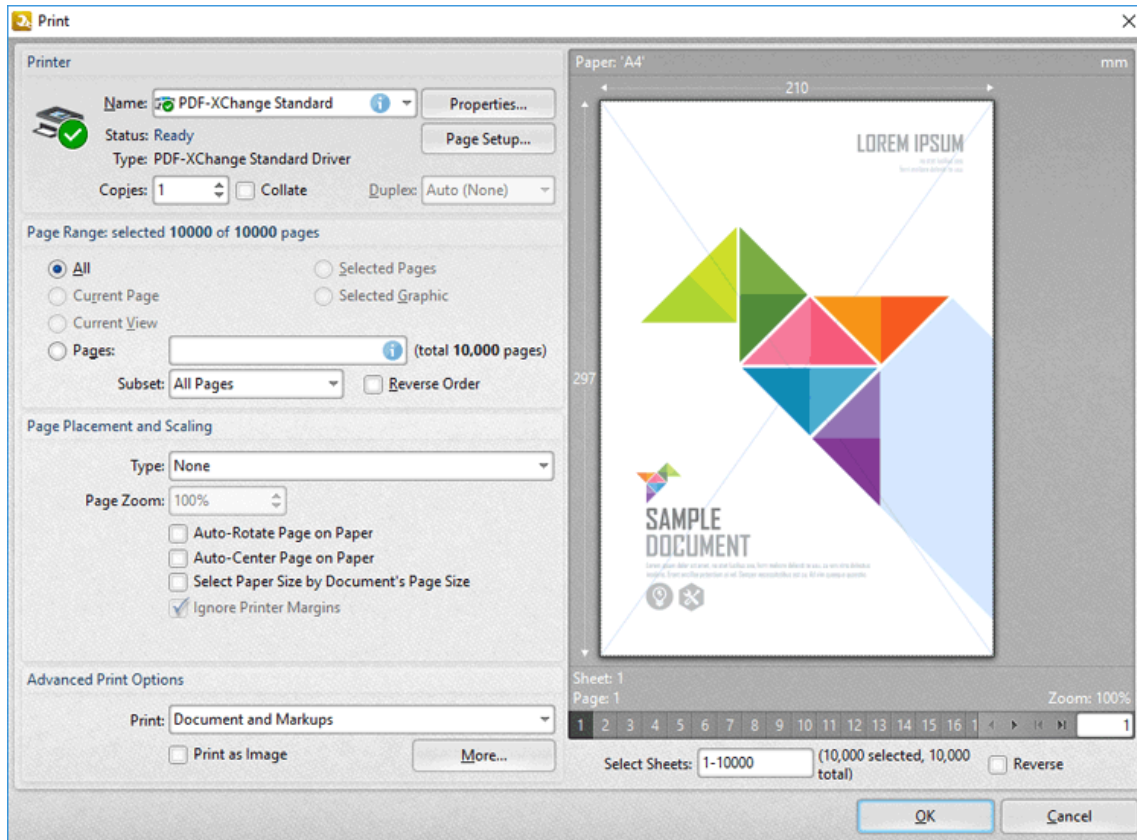 Print
Printer
Name: PDF-XChange Standard
Properties...
Status: Ready
Page Setup...
Type: PDF-XChange Standard Driver
Copies: 1
Collate
Duplex: Auto (None)
Page Range: selected 10000 of 10000 pages
All
Selected Pages
Current Page
Selected Graphic
Current View
Pages:
(total 10,000 pages)
Subset: All Pages
Reverse Order
Page Placement and Scaling
Type: None
Page Zoom: 100%
Auto-Rotate Page on Paper
Auto-Center Page on Paper
Select Paper Size by Document's Page Size
Ignore Printer Margins
Advanced Print Options
Print: Document and Markups
Print as Image
More...
Paper: 'A4'
mm
210
297
LOREM IPSUM
SAMPLE
DOCUMENT
Sheet: 1
Page: 1
Zoom: 100%
1 2 3 4 5 6 7 8 9 10 11 12 13 14 15 16 1
1
Select Sheets: 1-10000
(10,000 selected, 10,000
total)
Reverse
OK
Cancel